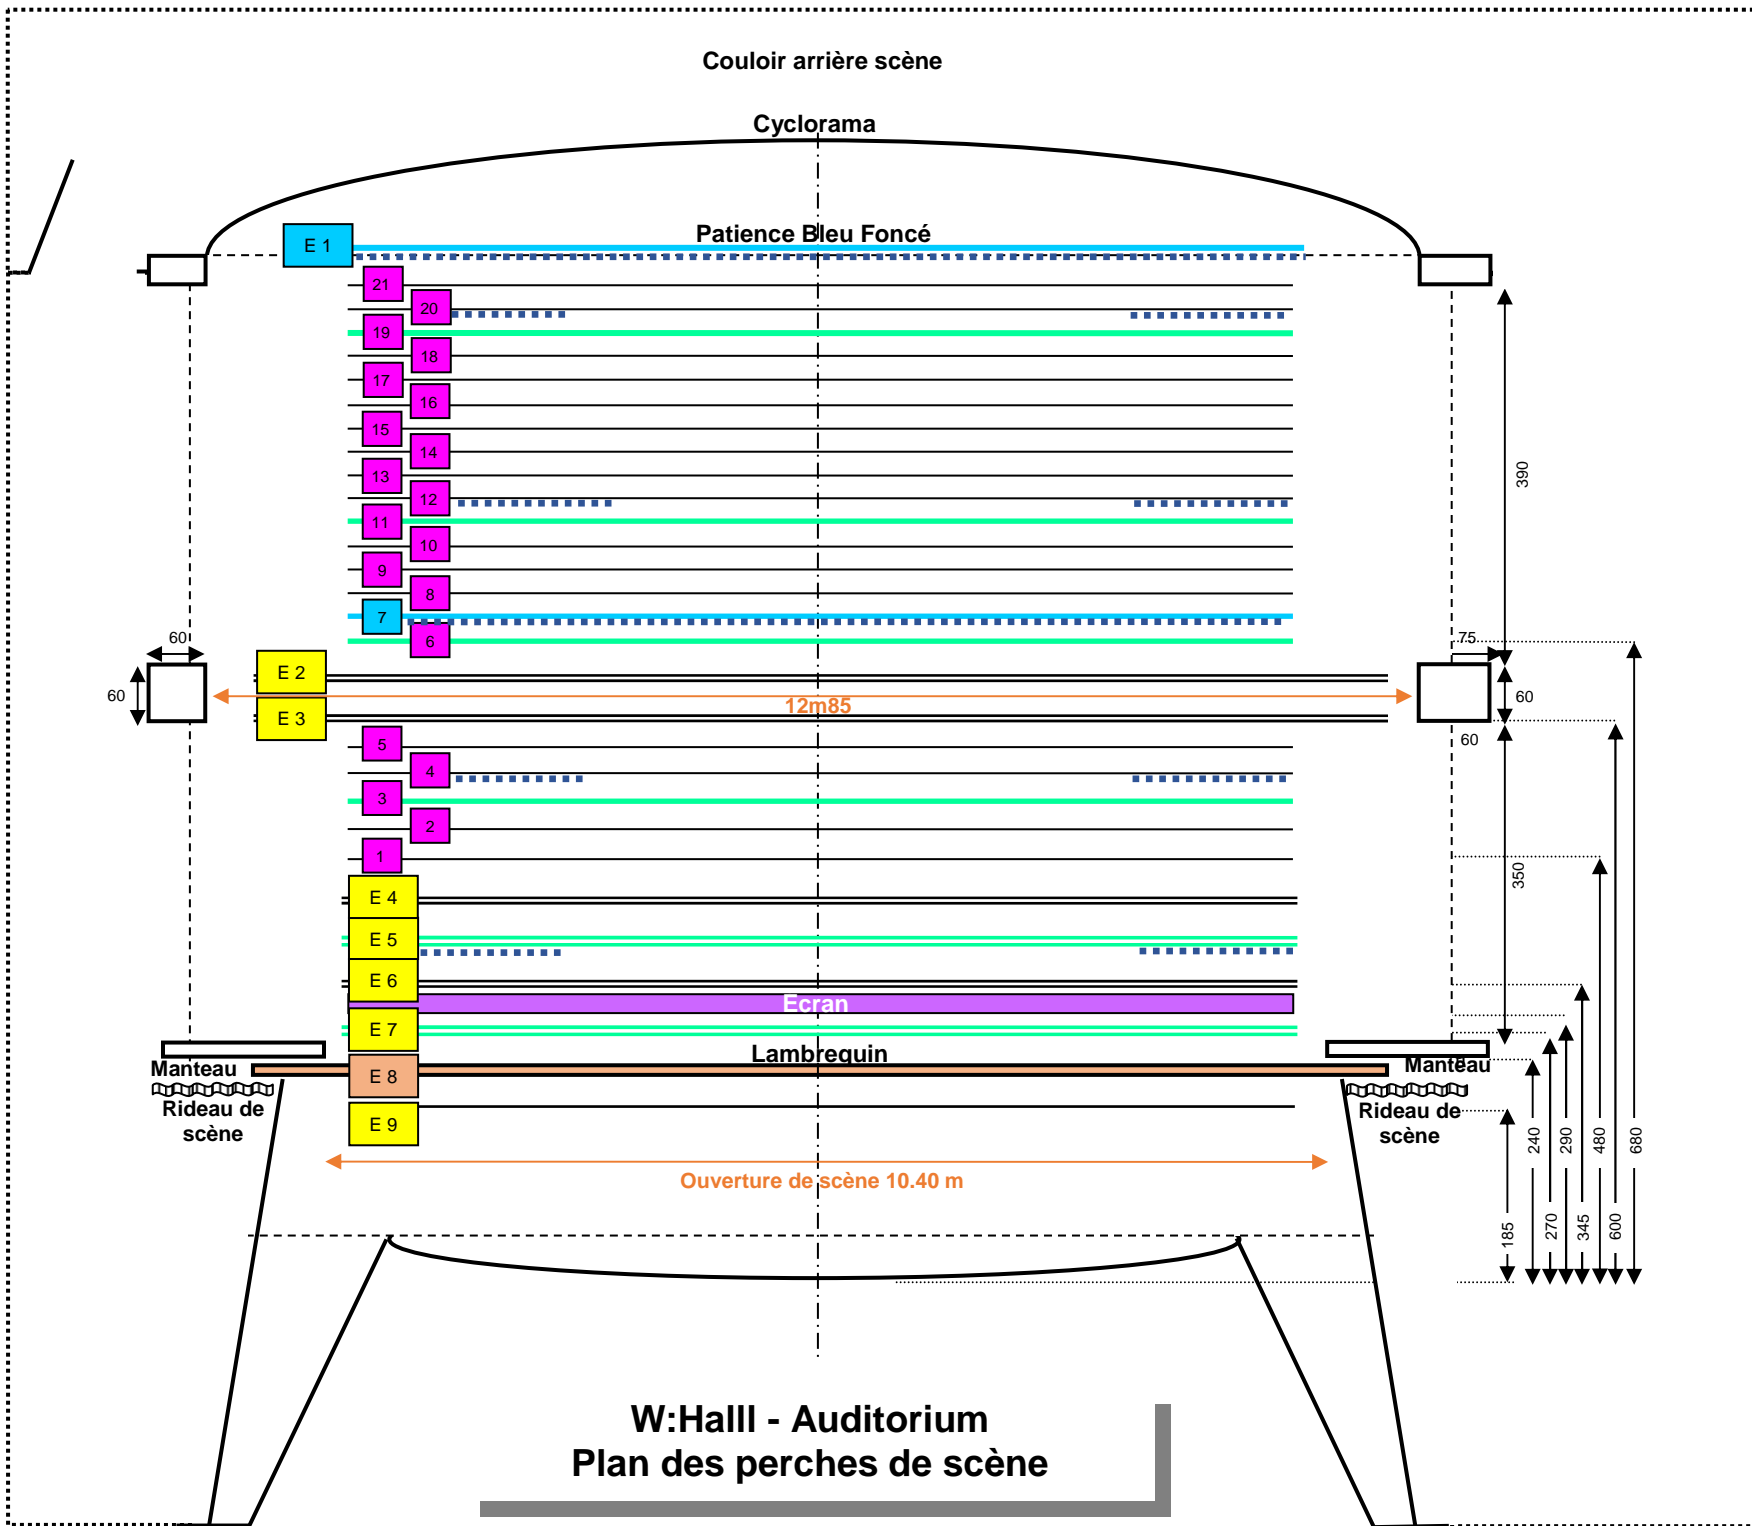 Couloir arrière scène
Cyclorama
Patience Bleu Foncé
E 1
21
20
19
18
17
16
15
14
13
12
11
10
9
8
7
6
390
60
75
60
E 2
12m85
60
E 3
60
5
4
3
2
1
350
E 4
E 5
E 6
Ecran
E 7
Lambrequin
Manteau
Manteau
E 8
Rideau de
scène
Rideau de
scène
E 9
Ouverture de scène 10.40 m
185
240
270
290
345
480
600
680
W:Halll - Auditorium
Plan des perches de scène